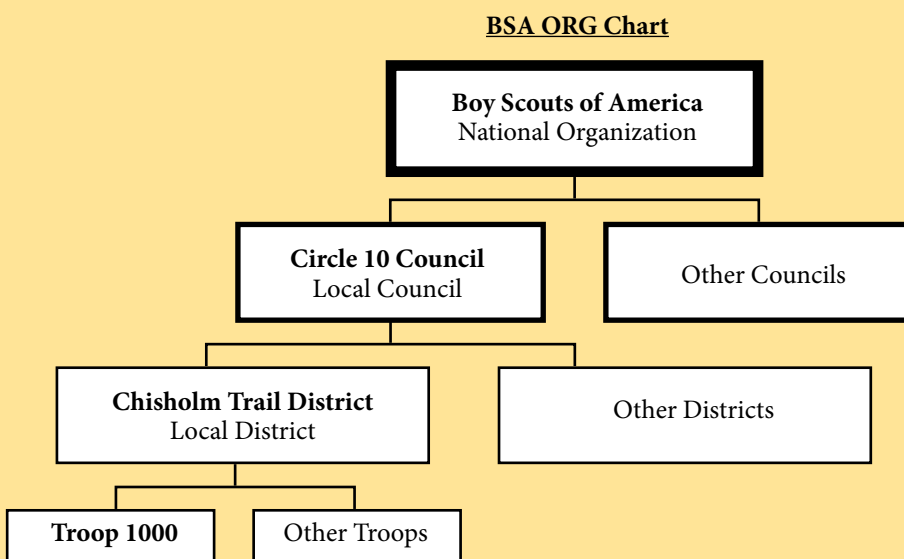 BSA ORG Chart
Boy Scouts of America
National Organization
Circle 10 Council
Local Council
Other Councils
Chisholm Trail District
Local District
Other Districts
Troop 1000
Other Troops